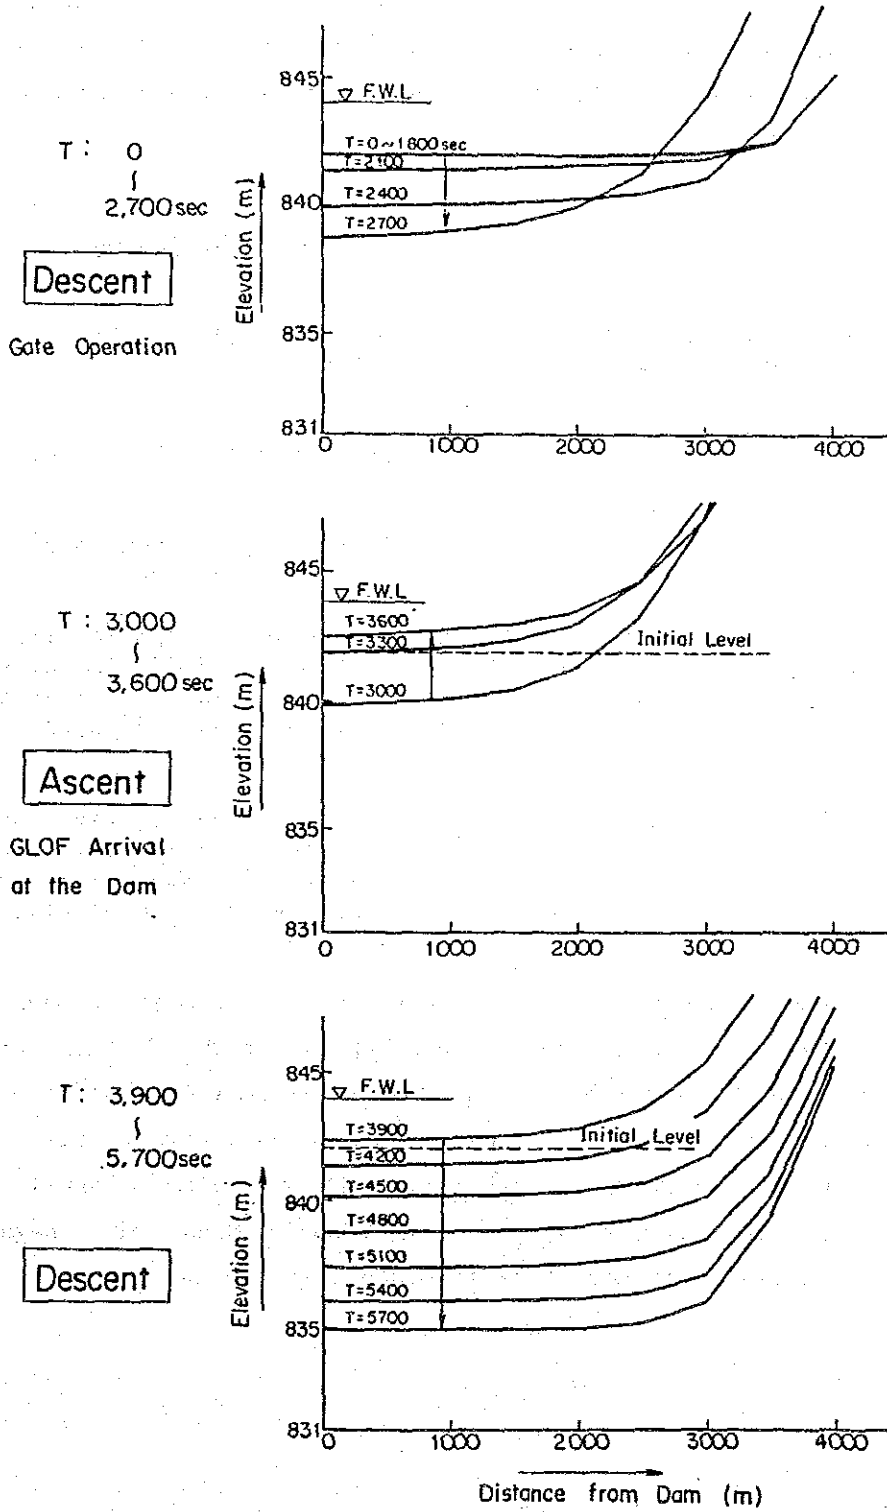 845
▽ F.W.L
T : 0
∫
2,700 sec
T=0~1800 sec
T=2100
T=2400
T=2700
840
835
831
Elevation (m)
Descent
Gate Operation
0 1000 2000 3000 4000
845
▽ F.W.L
T : 3,000
∫
3,600 sec
T=3600
T=3300
T=3000
Initial Level
840
835
831
Elevation (m)
Ascent
GLOF Arrival
at the Dam
0 1000 2000 3000 4000
845
▽ F.W.L
T : 3,900
∫
5,700 sec
T=3900
Initial Level
T=4200
T=4500
T=4800
T=5100
T=5400
T=5700
840
835
831
Elevation (m)
Descent
0 1000 2000 3000 4000
Distance from Dam (m)